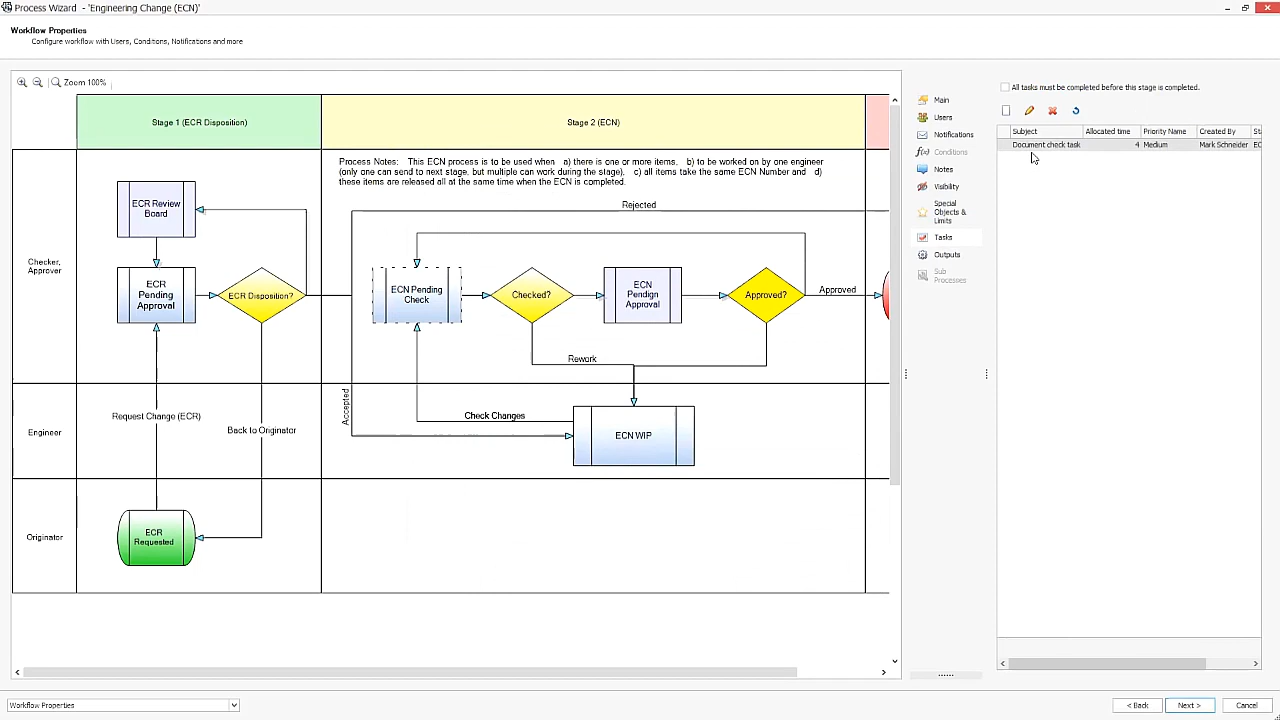 Process Wizard - 'Engineering Change (ECN)'
Workflow Properties
Configure workflow with Users, Conditions, Notifications and more
Zoom 100%
Stage 1 (ECR Disposition)
Stage 2 (ECN)
Checker,
Approver
Engineer
Originator
ECR Review
Board
ECR
Pending
Approval
ECR Disposition?
Request Change (ECR)
Back to Originator
ECR
Requested
Process Notes: This ECN process is to be used when a) there is one or more items. b) to be worked on by one engineer
(only one can send to next stage, but multiple can work during the stage). c) all items take the same ECN Number and d)
these items are released all at the same time when the ECN is completed.
Rejected
ECN Pending
Check
Checked?
ECN
Pendign
Approval
Approved?
Approved
Rework
Accepted
Check Changes
ECN WIP
Main
Users
Notifications
f(x) Conditions
Notes
Visibility
Special
Objects &
Limits
Tasks
Outputs
Sub
Processes
All tasks must be completed before this stage is completed.
Subject Allocated time Priority Name Created By Sta
Document check task 4 Medium Mark Schneider EC
Workflow Properties
< Back Next > Cancel